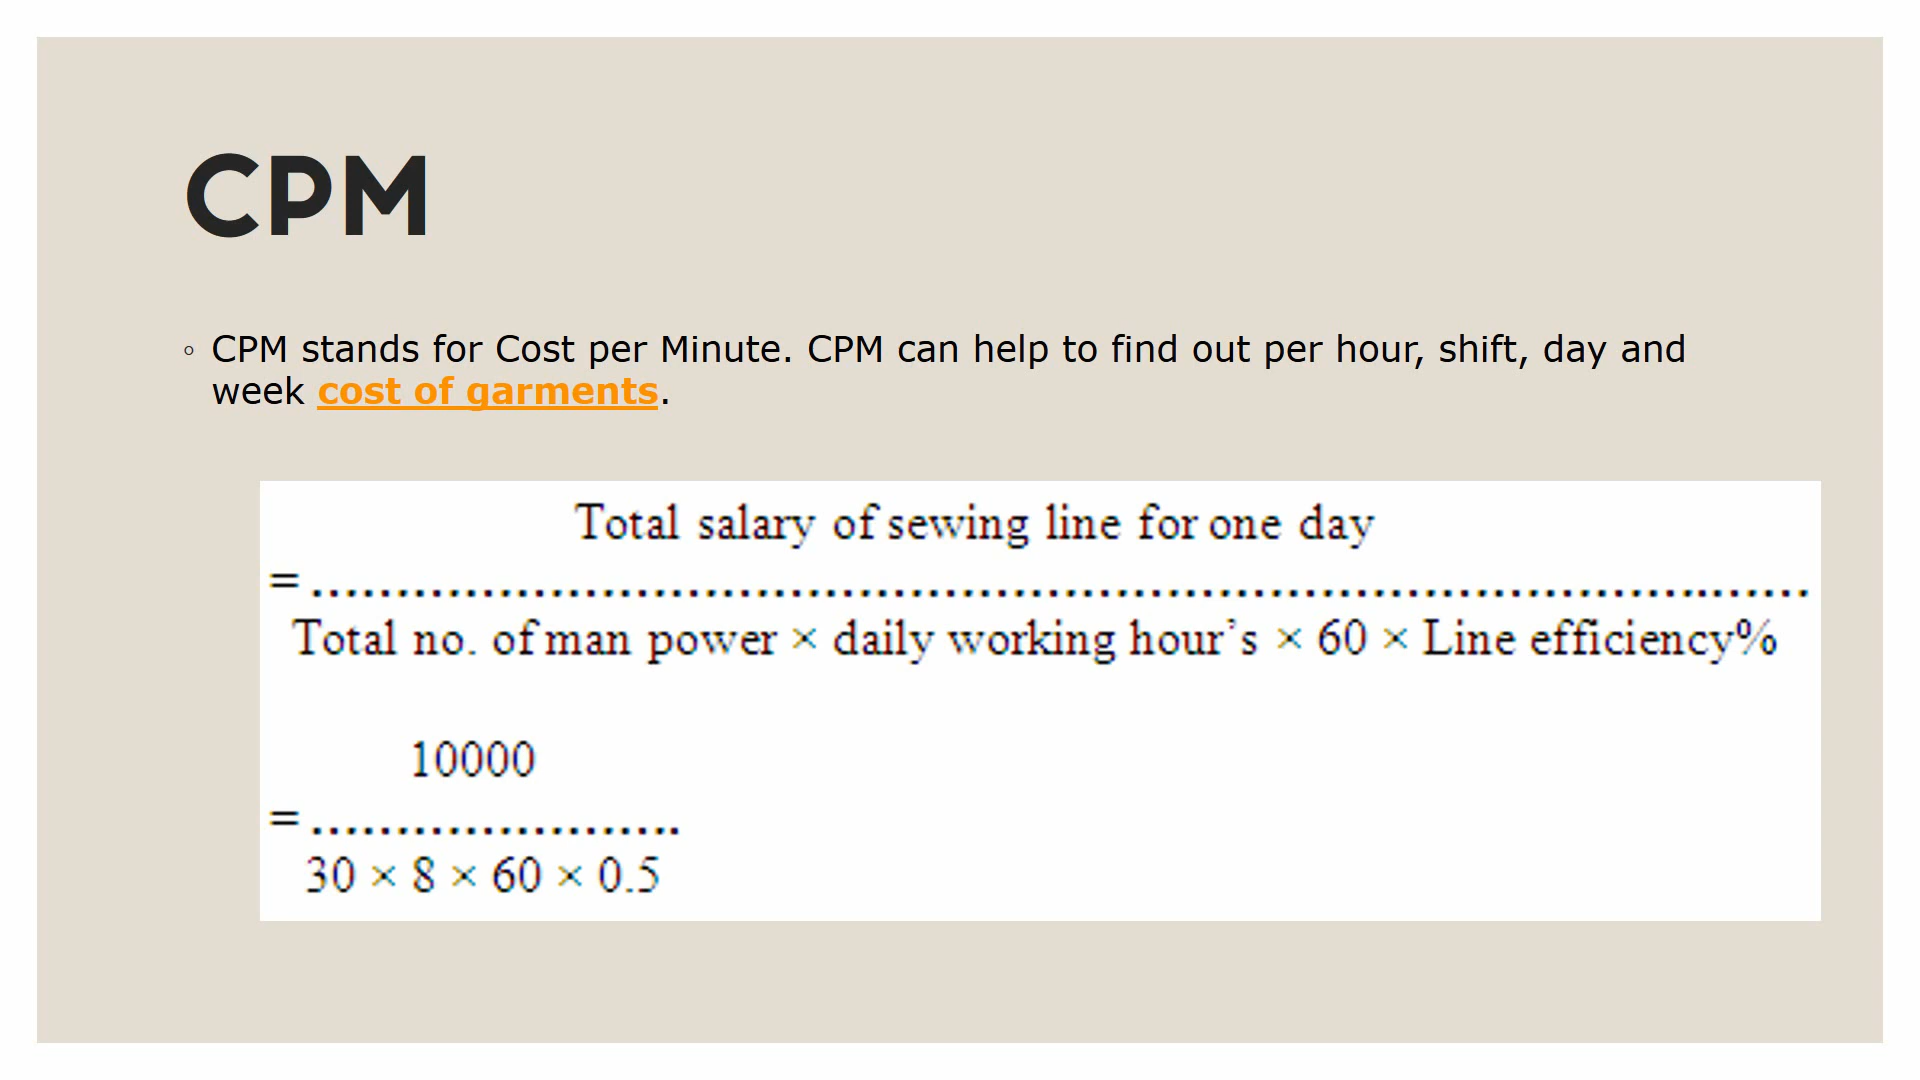 CPM
◦ CPM stands for Cost per Minute. CPM can help to find out per hour, shift, day and
week cost of garments.
Total salary of sewing line for one day
= ........................................................................................
Total no. of man power × daily working hour’s × 60 × Line efficiency%
10000
= ......................
30 × 8 × 60 × 0.5